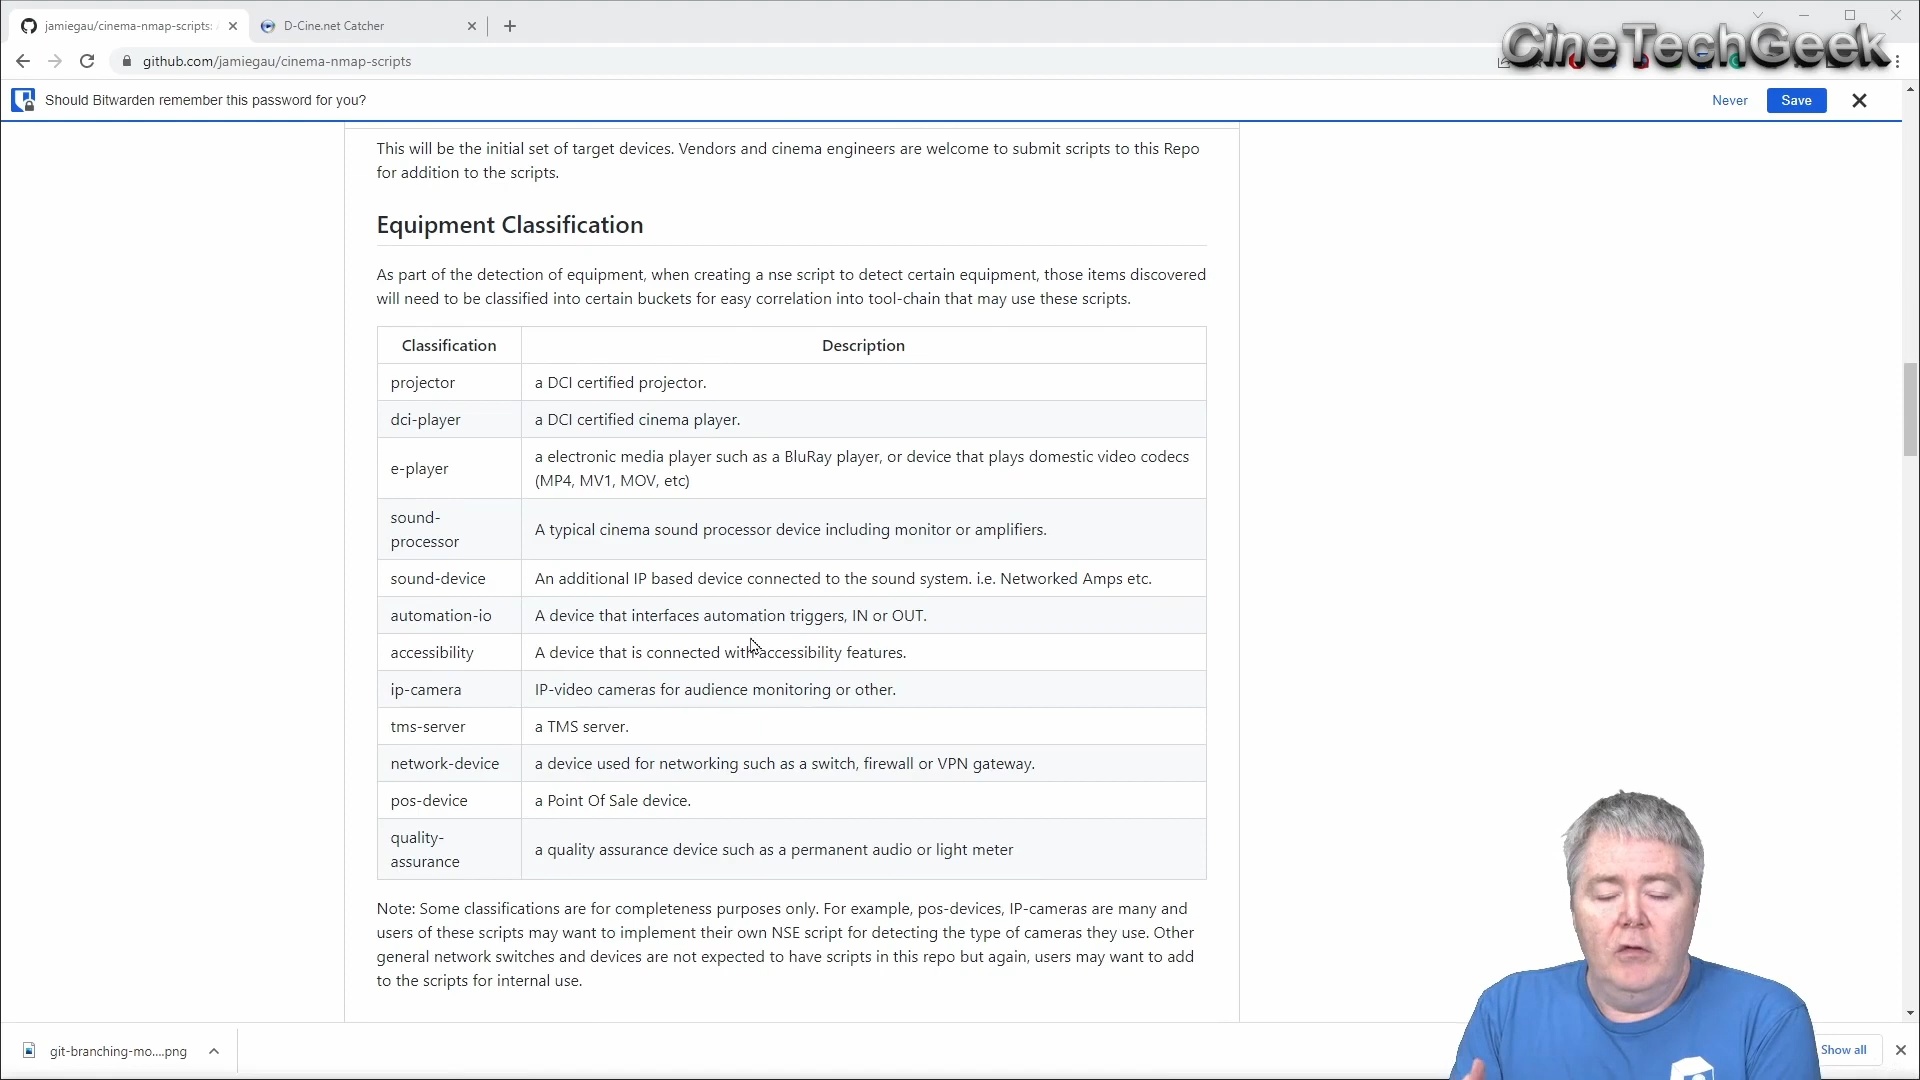 jamiegau/cinema-nmap-scripts:
D-Cine.net Catcher
CineTechGeek
github.com/jamiegau/cinema-nmap-scripts
Should Bitwarden remember this password for you?
Never
Save
This will be the initial set of target devices. Vendors and cinema engineers are welcome to submit scripts to this Repo
for addition to the scripts.
Equipment Classification
As part of the detection of equipment, when creating a nse script to detect certain equipment, those items discovered
will need to be classified into certain buckets for easy correlation into tool-chain that may use these scripts.
Classification
Description
projector
a DCI certified projector.
dci-player
a DCI certified cinema player.
e-player
a electronic media player such as a BluRay player, or device that plays domestic video codecs
(MP4, MV1, MOV, etc)
sound-
processor
A typical cinema sound processor device including monitor or amplifiers.
sound-device
An additional IP based device connected to the sound system. i.e. Networked Amps etc.
automation-io
A device that interfaces automation triggers, IN or OUT.
accessibility
A device that is connected with accessibility features.
ip-camera
IP-video cameras for audience monitoring or other.
tms-server
a TMS server.
network-device
a device used for networking such as a switch, firewall or VPN gateway.
pos-device
a Point Of Sale device.
quality-
assurance
a quality assurance device such as a permanent audio or light meter
Note: Some classifications are for completeness purposes only. For example, pos-devices, IP-cameras are many and
users of these scripts may want to implement their own NSE script for detecting the type of cameras they use. Other
general network switches and devices are not expected to have scripts in this repo but again, users may want to add
to the scripts for internal use.
git-branching-mo....png
Show all